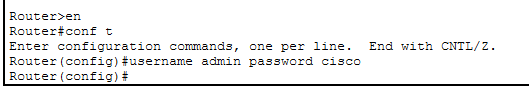 Router>en
Router#conf t
Enter configuration commands, one per line.  End with CNTL/Z.
Router(config)#username admin password cisco
Router(config)#